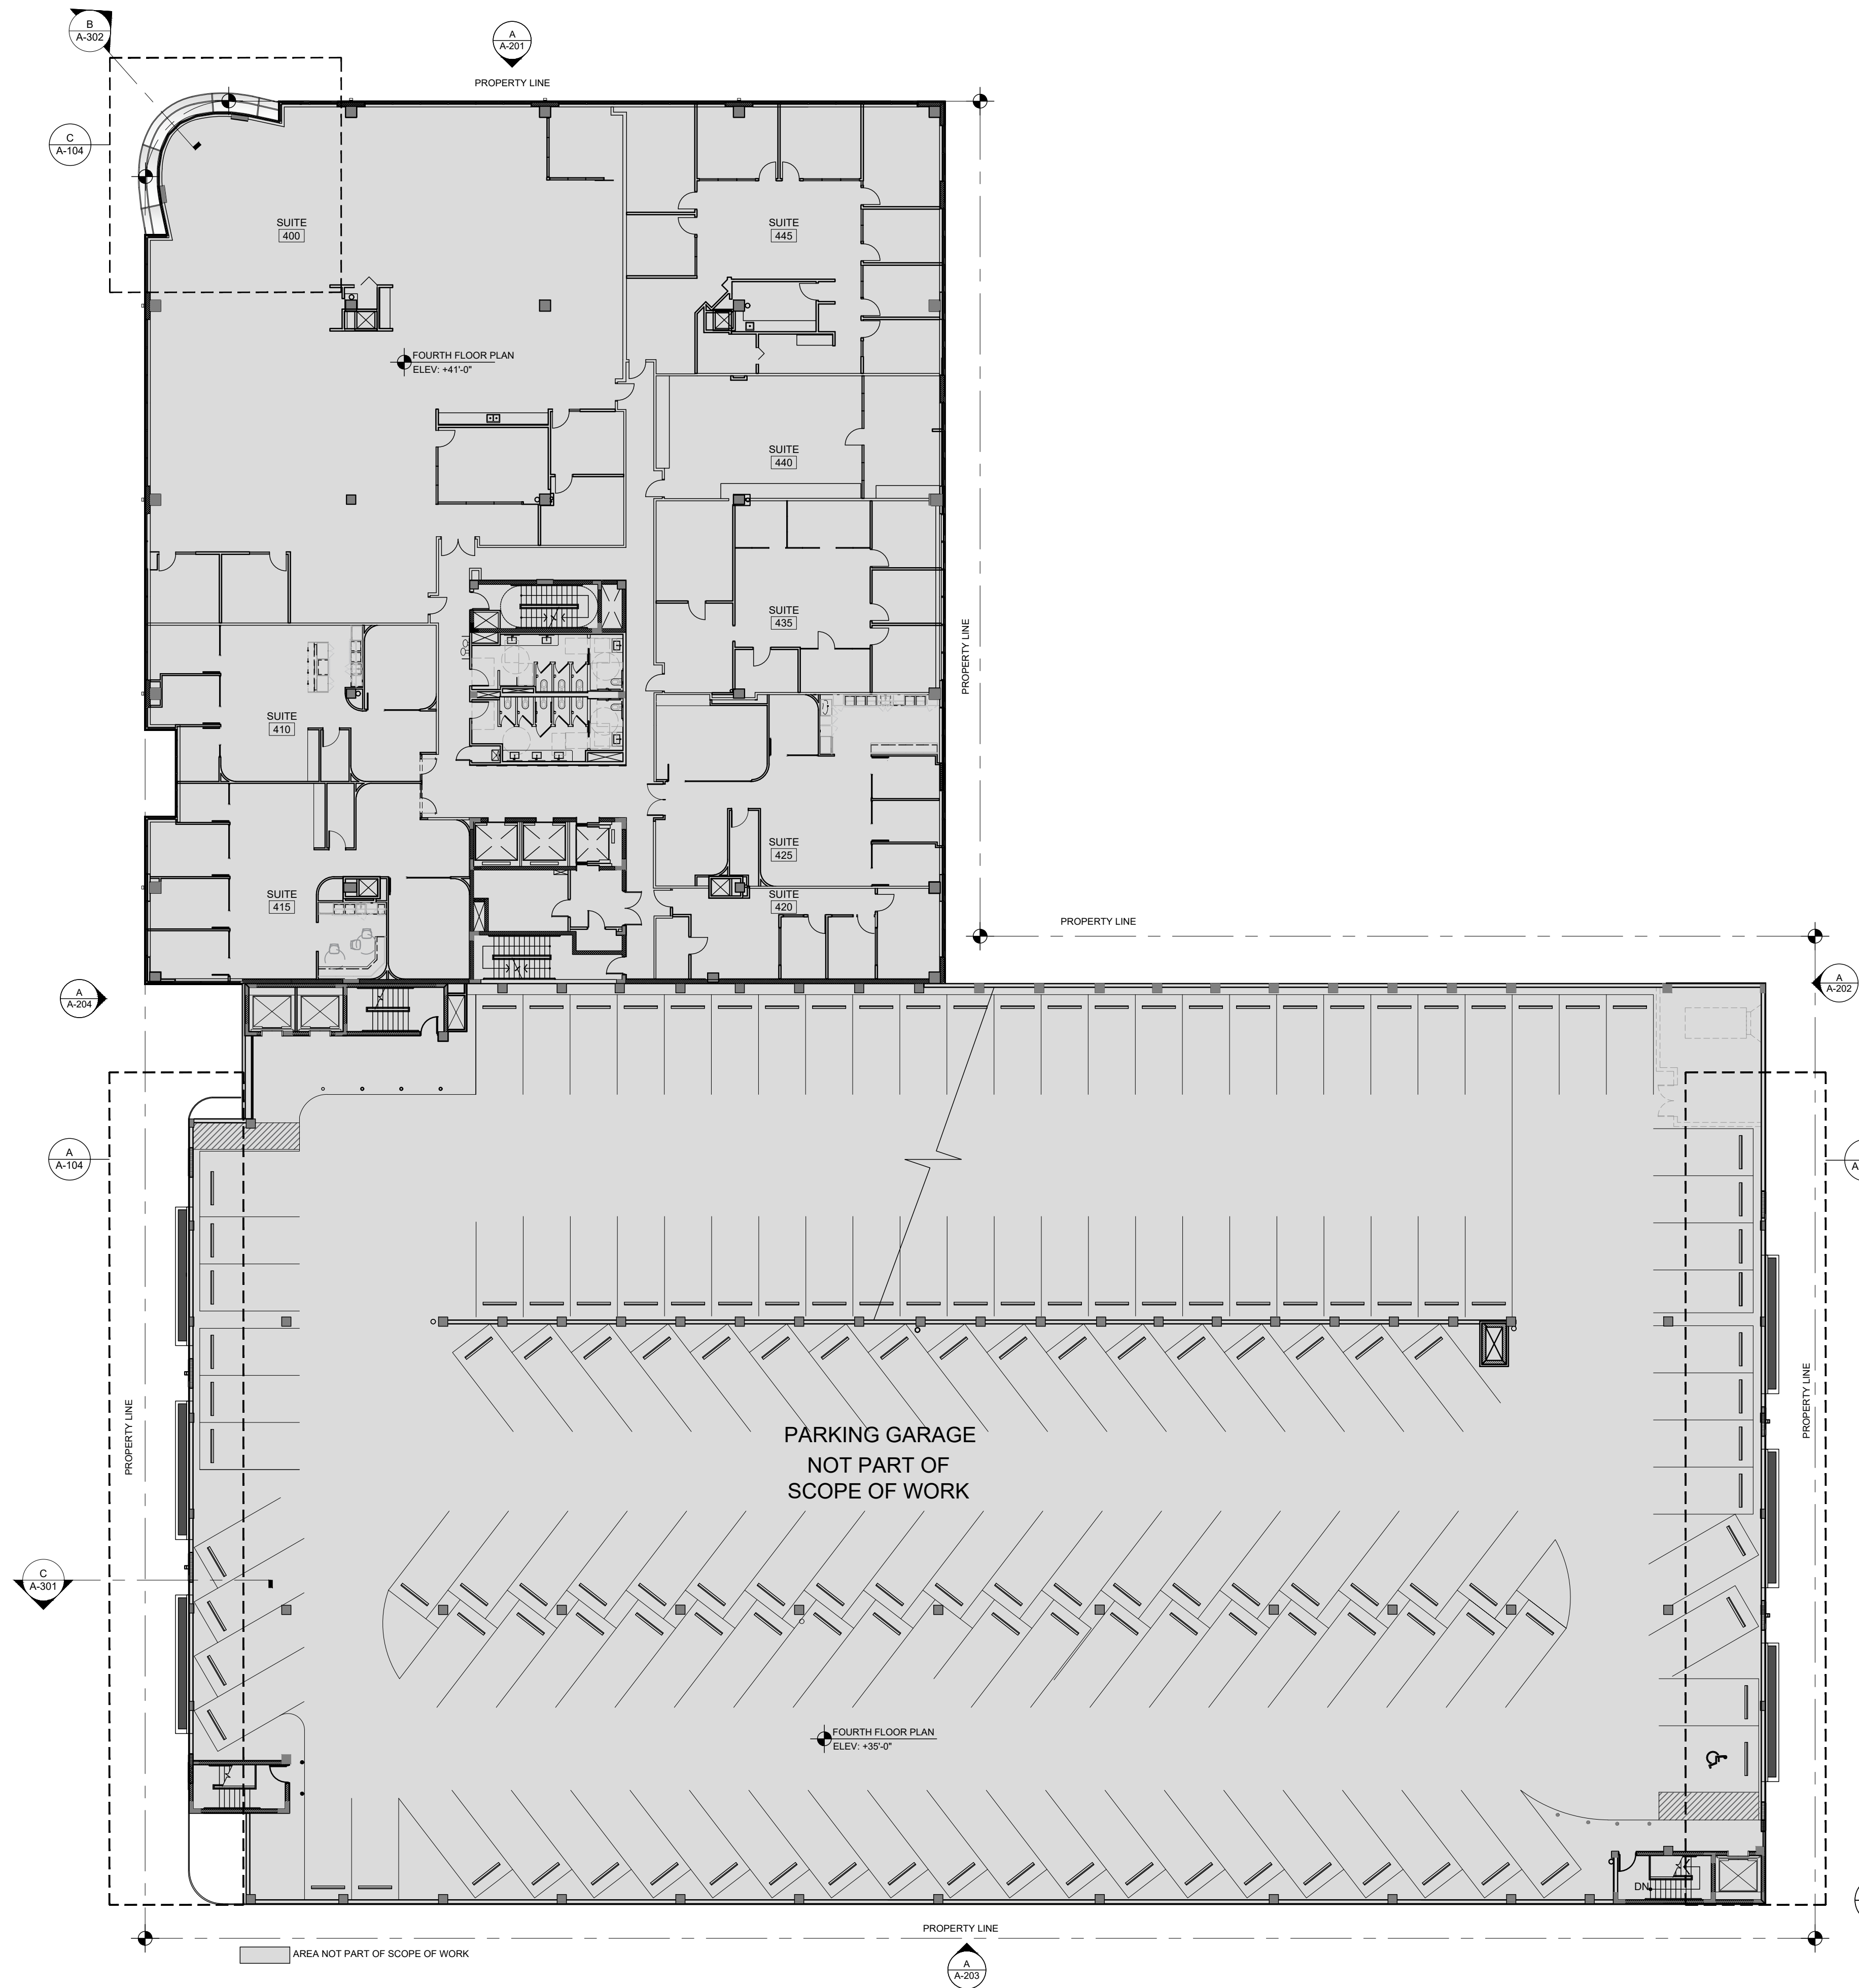 B
A-302
A
A-201
PROPERTY LINE
C
A-104
SUITE
400
SUITE
445
FOURTH FLOOR PLAN
ELEV: +41'-0"
SUITE
440
SUITE
435
PROPERTY LINE
SUITE
410
SUITE
425
SUITE
415
SUITE
420
PROPERTY LINE
A
A-204
A
A-202
A
A-104
A
PROPERTY LINE
PROPERTY LINE
PARKING GARAGE
NOT PART OF
SCOPE OF WORK
C
A-301
FOURTH FLOOR PLAN
ELEV: +35'-0"
DN
PROPERTY LINE
AREA NOT PART OF SCOPE OF WORK
A
A-203